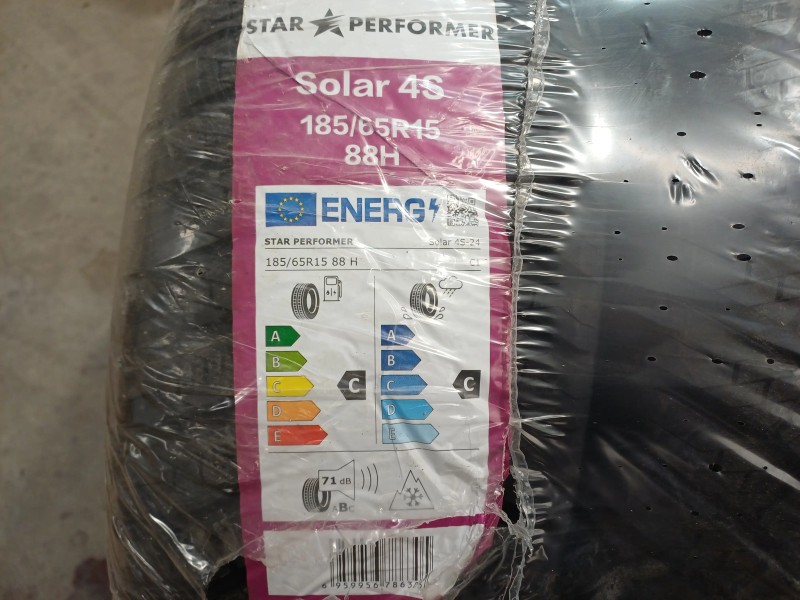 STAR PERFORMER
Solar 4S
185/65R15
88H
ENERG
STAR PERFORMER Solar 4S-24
185/65R15 88 H C1
A A
B B
C C C C
D D
E E
71 dB
ABC